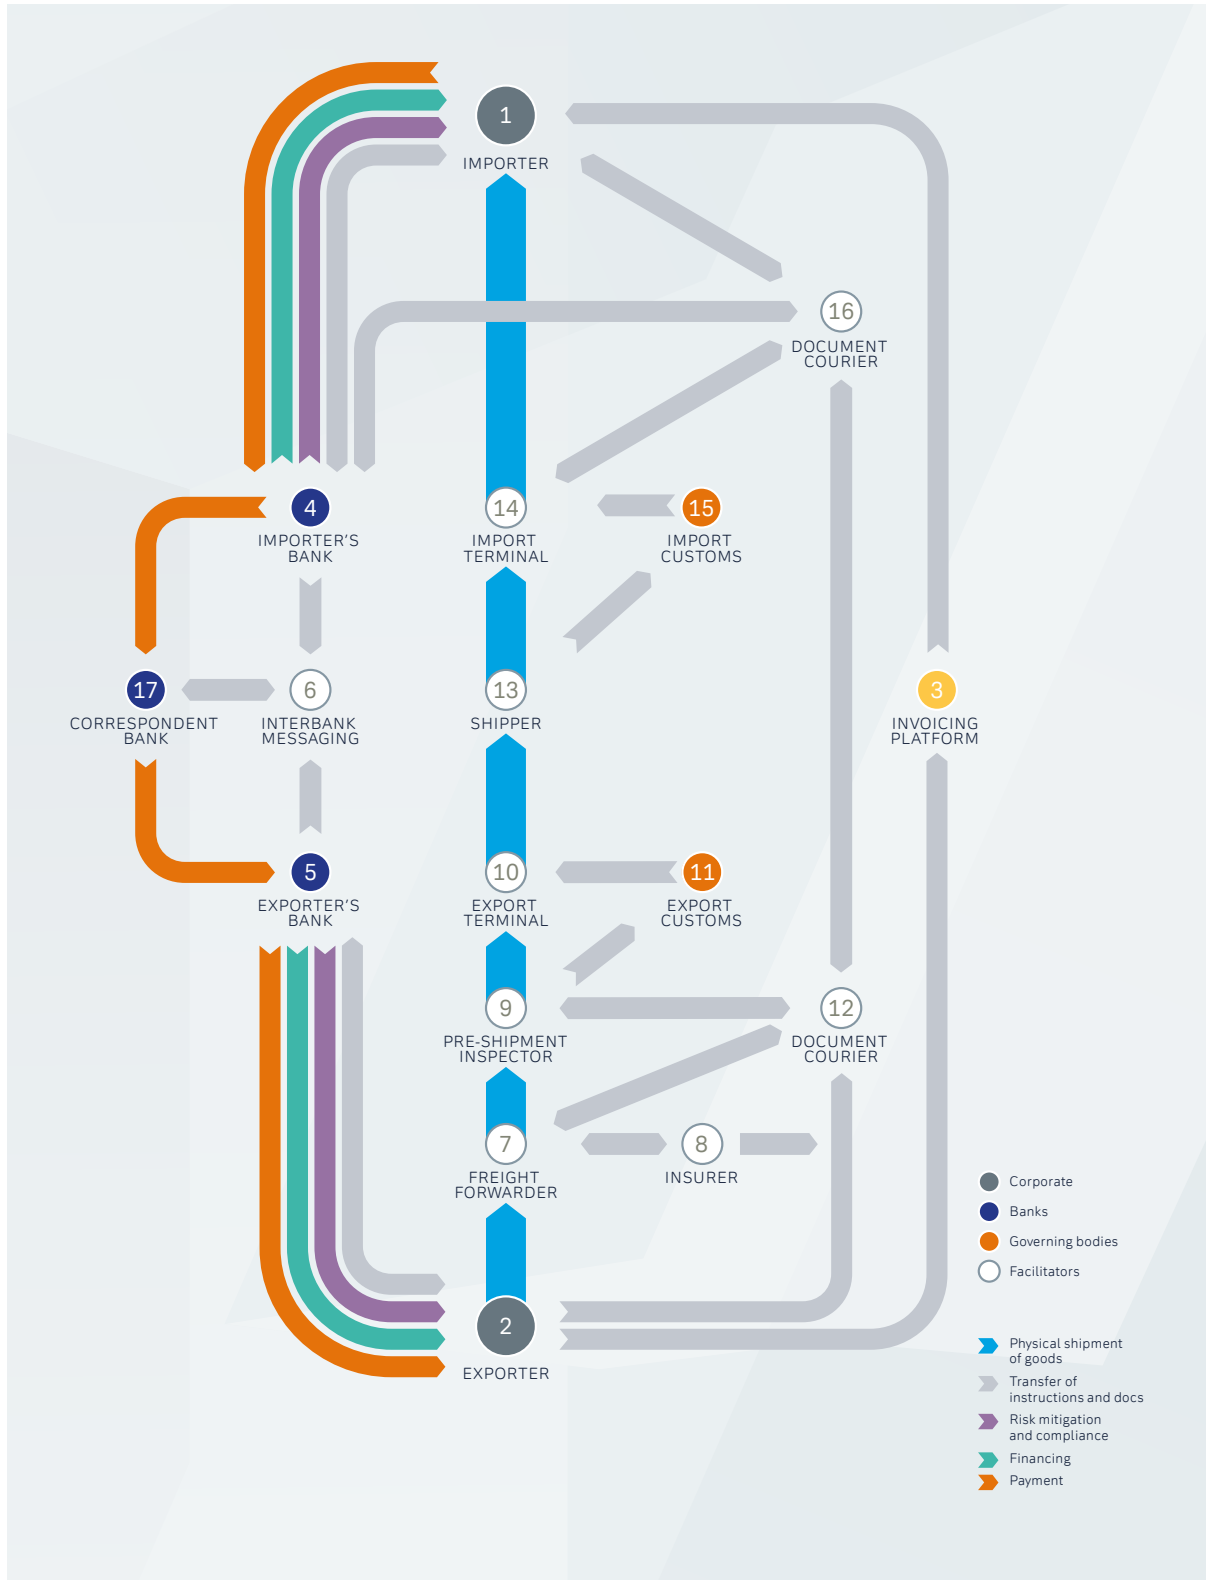 1
IMPORTER
16
DOCUMENT
COURIER
4
IMPORTER'S
BANK
14
IMPORT
TERMINAL
15
IMPORT
CUSTOMS
17
CORRESPONDENT
BANK
6
INTERBANK
MESSAGING
13
SHIPPER
3
INVOICING
PLATFORM
5
EXPORTER'S
BANK
10
EXPORT
TERMINAL
11
EXPORT
CUSTOMS
9
PRE-SHIPMENT
INSPECTOR
12
DOCUMENT
COURIER
7
FREIGHT
FORWARDER
8
INSURER
2
EXPORTER
Corporate
Banks
Governing bodies
Facilitators
Physical shipment
of goods
Transfer of
instructions and docs
Risk mitigation
and compliance
Financing
Payment